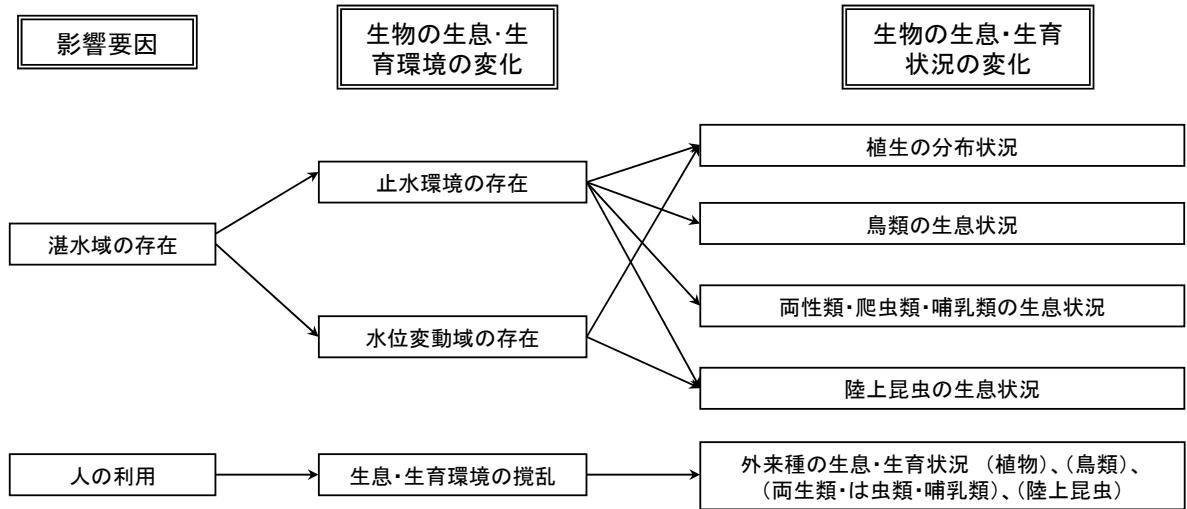 影響要因
生物の生息・生
育環境の変化
生物の生息・生育
状況の変化
湛水域の存在
止水環境の存在
水位変動域の存在
植生の分布状況
鳥類の生息状況
両性類・爬虫類・哺乳類の生息状況
陸上昆虫の生息状況
人の利用
生息・生育環境の撹乱
外来種の生息・生育状況　（植物）、（鳥類）、
（両生類・は虫類・哺乳類）、（陸上昆虫）